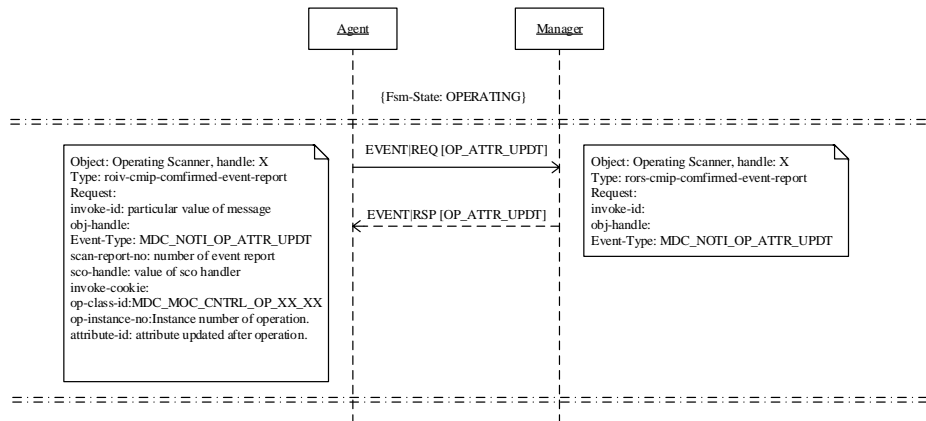 Agent
Manager
{Fsm-State: OPERATING}
Object: Operating Scanner, handle: X
Type: roiv-cmip-comfirmed-event-report
Request:
invoke-id: particular value of message
obj-handle:
Event-Type: MDC_NOTI_OP_ATTR_UPDT
scan-report-no: number of event report
sco-handle: value of sco handler
invoke-cookie:
op-class-id:MDC_MOC_CNTRL_OP_XX_XX
op-instance-no:Instance number of operation.
attribute-id: attribute updated after operation.
EVENT|REQ [OP_ATTR_UPDT]
EVENT|RSP [OP_ATTR_UPDT]
Object: Operating Scanner, handle: X
Type: rors-cmip-comfirmed-event-report
Request:
invoke-id:
obj-handle:
Event-Type: MDC_NOTI_OP_ATTR_UPDT